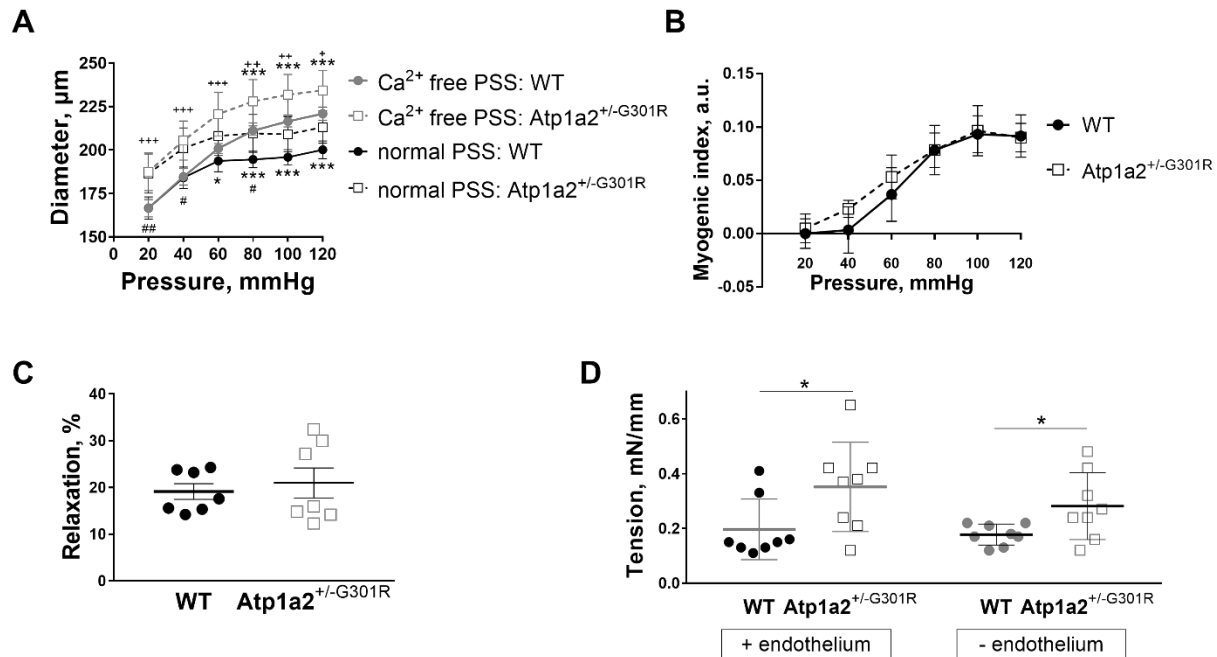 A
Diameter, μm
250
225
200
175
150
0
20
40
60
80
100
120
Pressure, mmHg
+++
+++
+++
++
***
++
***
+
***
##
#
*
***
#
***
***
Ca²⁺ free PSS: WT
Ca²⁺ free PSS: Atp1a2+/-G301R
normal PSS: WT
normal PSS: Atp1a2+/-G301R
B
Myogenic index, a.u.
0.15
0.10
0.05
0.00
-0.05
20
40
60
80
100
120
Pressure, mmHg
WT
Atp1a2+/-G301R
C
Relaxation, %
40
30
20
10
0
WT
Atp1a2+/-G301R
D
Tension, mN/mm
0.6
0.4
0.2
0.0
*
*
WT Atp1a2+/-G301R
WT Atp1a2+/-G301R
+ endothelium
- endothelium